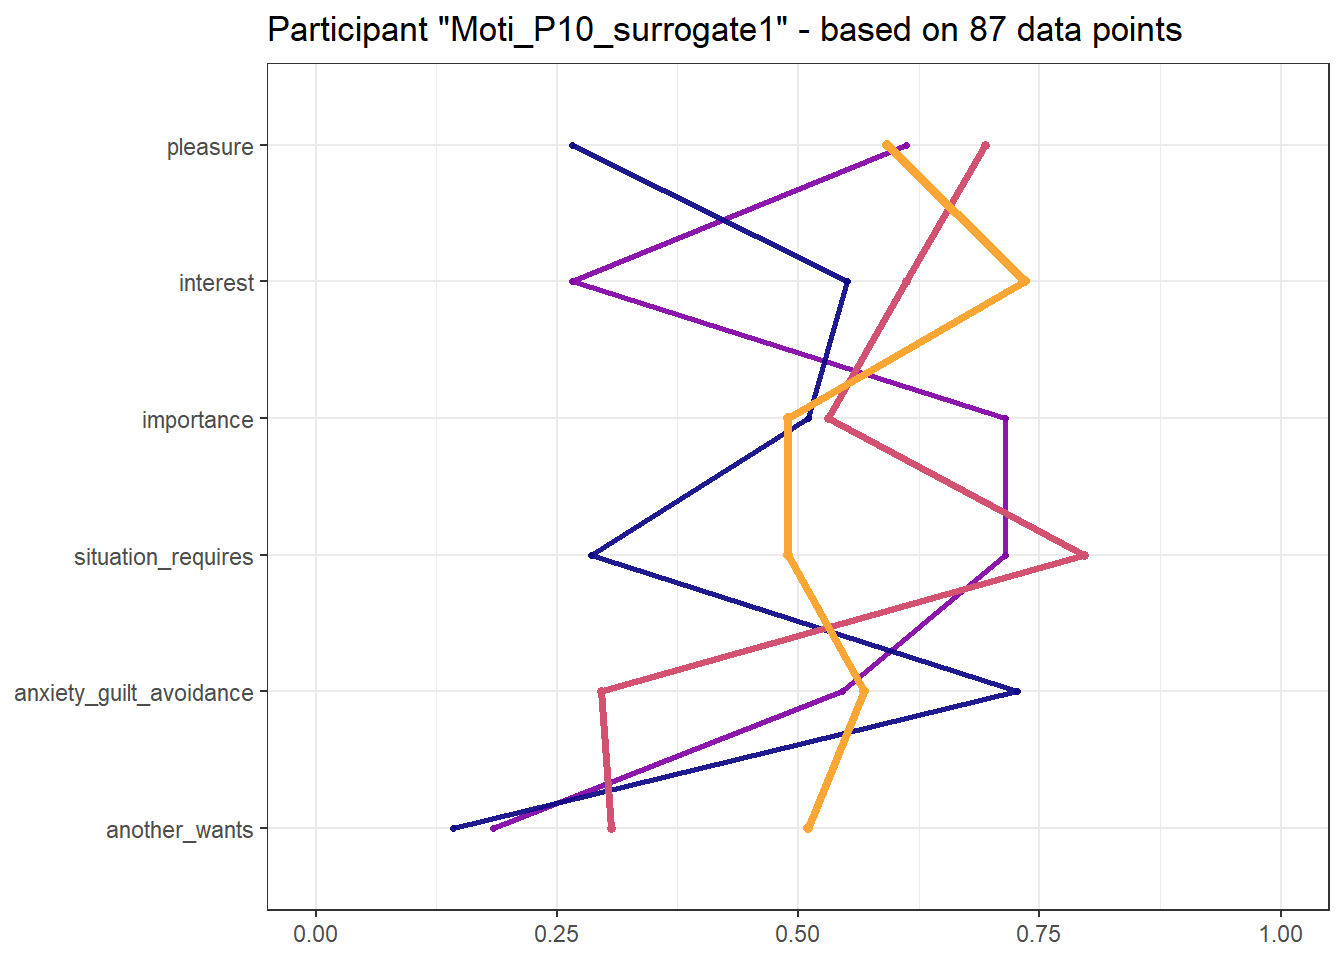 Participant "Moti_P10_surrogate1" - based on 87 data points
pleasure
interest
importance
situation_requires
anxiety_guilt_avoidance
another_wants
0.00 0.25 0.50 0.75 1.00